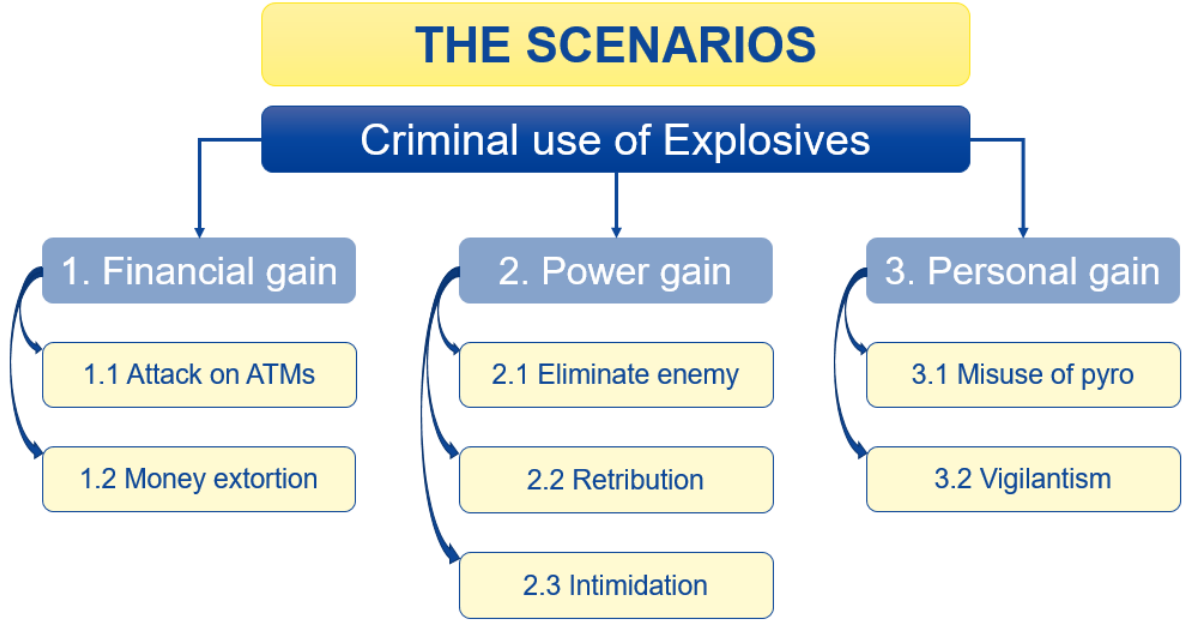 THE SCENARIOS
Criminal use of Explosives
1. Financial gain
1.1 Attack on ATMs
1.2 Money extortion
2. Power gain
2.1 Eliminate enemy
2.2 Retribution
2.3 Intimidation
3. Personal gain
3.1 Misuse of pyro
3.2 Vigilantism